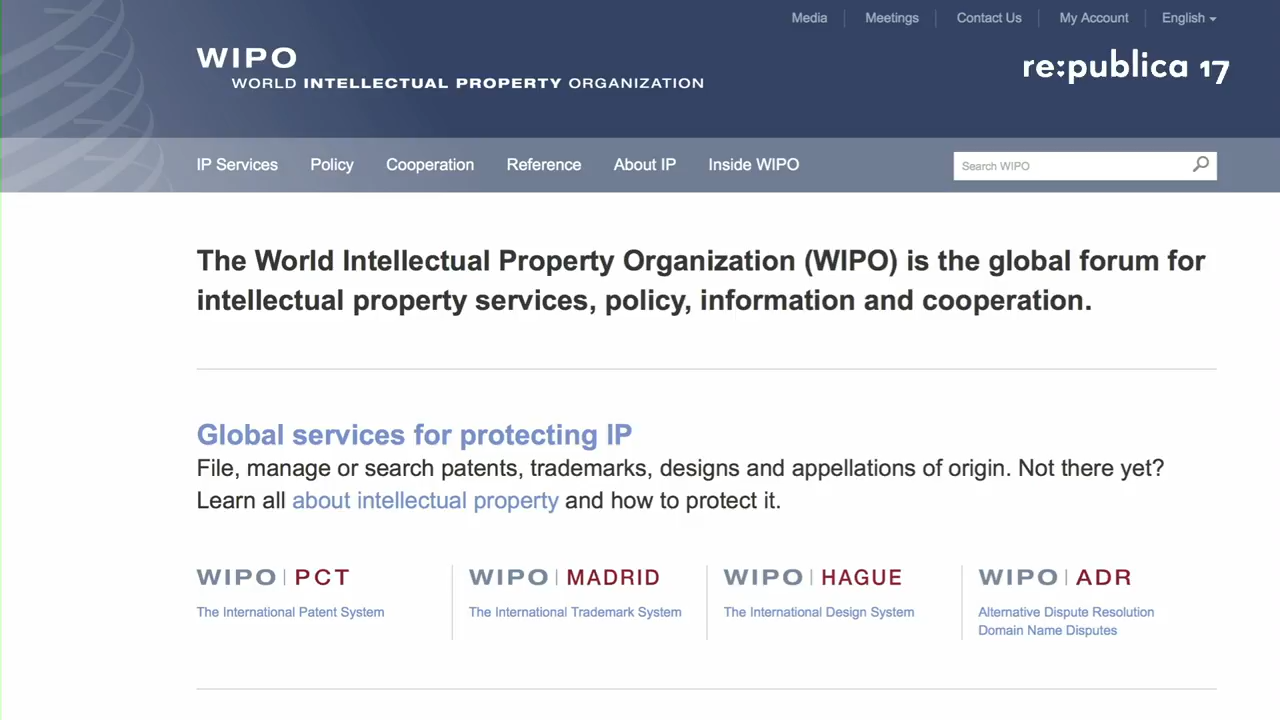 Media
Meetings
Contact Us
My Account
English
WIPO
WORLD INTELLECTUAL PROPERTY ORGANIZATION
re:publica 17
IP Services
Policy
Cooperation
Reference
About IP
Inside WIPO
Search WIPO
The World Intellectual Property Organization (WIPO) is the global forum for
intellectual property services, policy, information and cooperation.
Global services for protecting IP
File, manage or search patents, trademarks, designs and appellations of origin. Not there yet?
Learn all about intellectual property and how to protect it.
WIPO | PCT
The International Patent System
WIPO | MADRID
The International Trademark System
WIPO | HAGUE
The International Design System
WIPO | ADR
Alternative Dispute Resolution
Domain Name Disputes